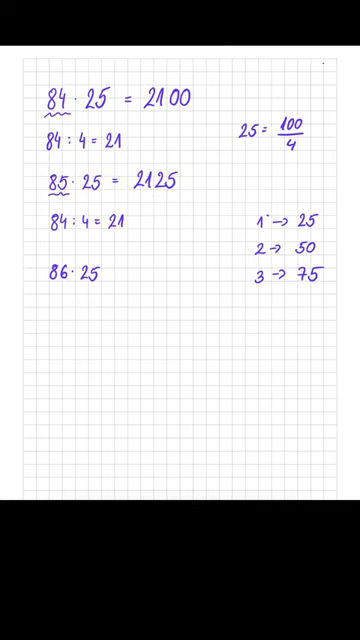 84 · 25 = 2100
84 : 4 = 21
25 = 100/4
85 · 25 = 2125
84 : 4 = 21
1 → 25
2 → 50
3 → 75
86 · 25